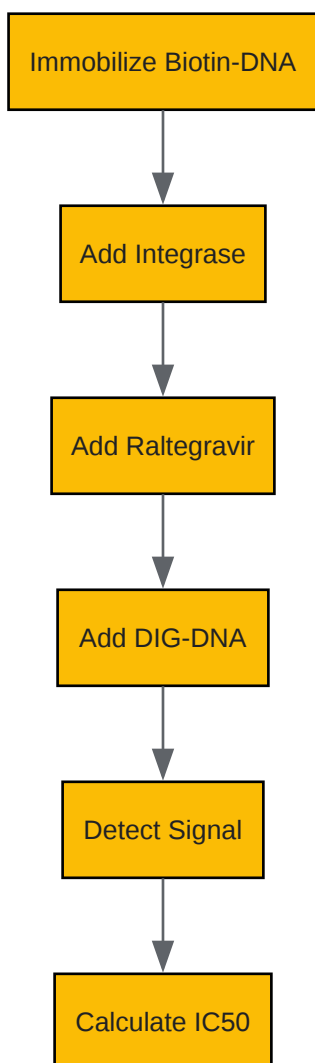 Immobilize Biotin-DNA
Add Integrase
Add Raltegravir
Add DIG-DNA
Detect Signal
Calculate IC50